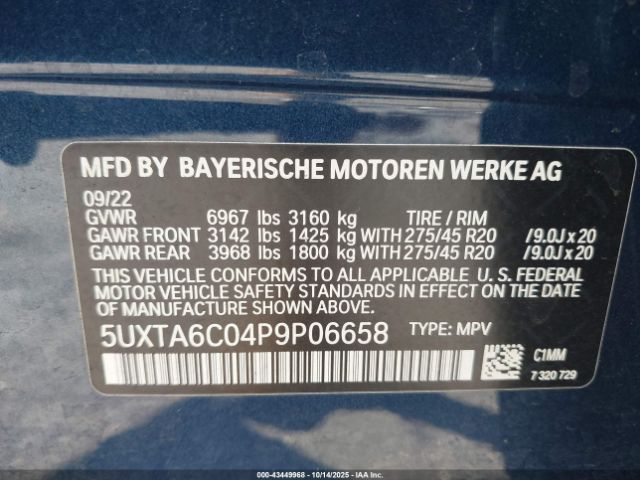 MFD BY BAYERISCHE MOTOREN WERKE AG
09/22
GVWR 6967 lbs 3160 kg TIRE / RIM
GAWR FRONT 3142 lbs 1425 kg WITH 275/45 R20 /9.0J x 20
GAWR REAR 3968 lbs 1800 kg WITH 275/45 R20 /9.0J x 20
THIS VEHICLE CONFORMS TO ALL APPLICABLE U. S. FEDERAL
MOTOR VEHICLE SAFETY STANDARDS IN EFFECT ON THE DATE
OF MANUFACTURE SHOWN ABOVE.
5UXTA6C04P9P06658 TYPE: MPV
C1MM
7 320 729
000-43449968 - 10/14/2025 - Copyright © 2025 IAA Inc.